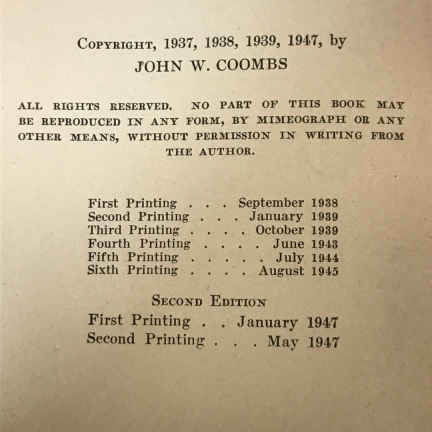 COPYRIGHT, 1937, 1938, 1939, 1947, by
JOHN W. COOMBS
ALL RIGHTS RESERVED. NO PART OF THIS BOOK MAY
BE REPRODUCED IN ANY FORM, BY MIMEOGRAPH OR ANY
OTHER MEANS, WITHOUT PERMISSION IN WRITING FROM
THE AUTHOR.
First Printing . . . September 1938
Second Printing . . . January 1939
Third Printing . . . . October 1939
Fourth Printing . . . . June 1943
Fifth Printing . . . . . July 1944
Sixth Printing . . . . August 1945
SECOND EDITION
First Printing . . January 1947
Second Printing . . . May 1947